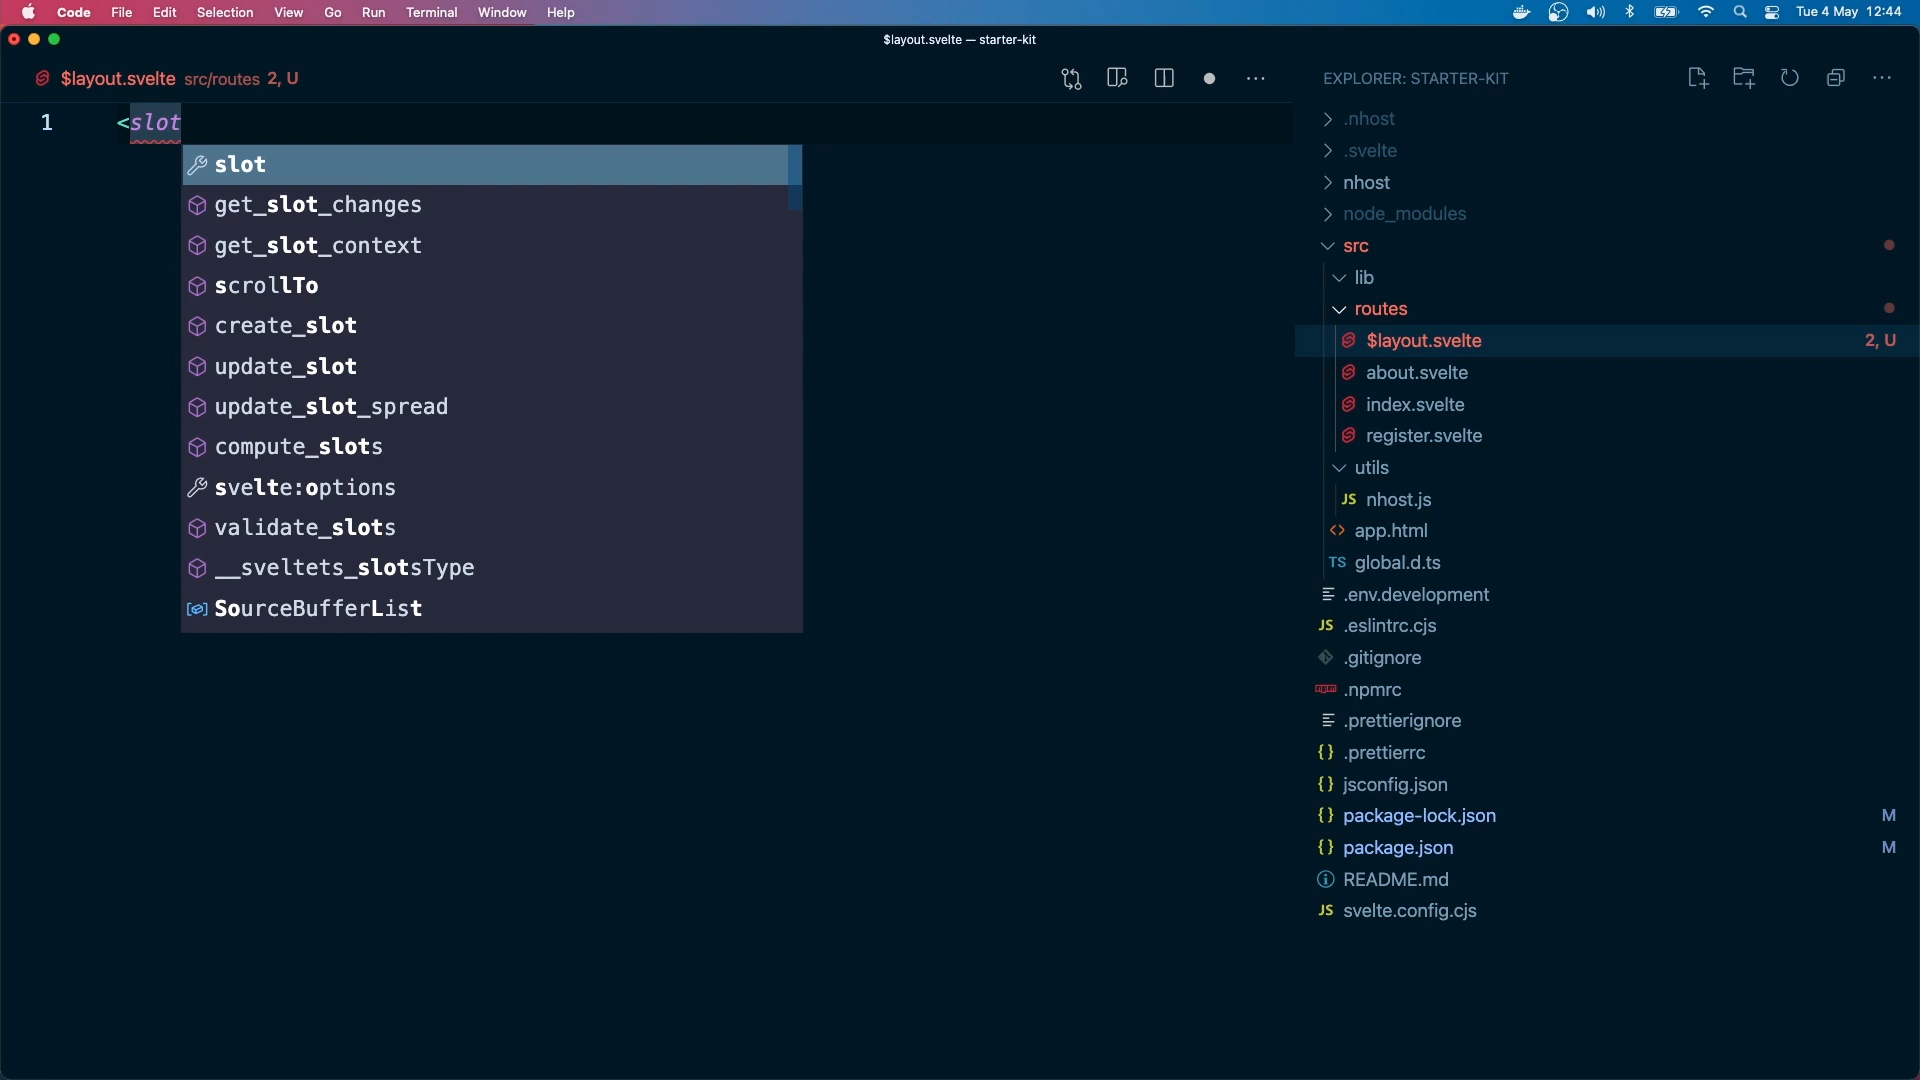 Code File Edit Selection View Go Run Terminal Window Help Tue 4 May 12:44
$layout.svelte — starter-kit
$layout.svelte src/routes 2, U
1 <slot
slot
get_slot_changes
get_slot_context
scrollTo
create_slot
update_slot
update_slot_spread
compute_slots
svelte:options
validate_slots
__sveltets_slotsType
SourceBufferList
EXPLORER: STARTER-KIT
.nhost
.svelte
nhost
node_modules
src
lib
routes
$layout.svelte 2, U
about.svelte
index.svelte
register.svelte
utils
JS nhost.js
<> app.html
TS global.d.ts
.env.development
JS .eslintrc.cjs
.gitignore
npm .npmrc
.prettierignore
{} .prettierrc
{} jsconfig.json
{} package-lock.json M
{} package.json M
README.md
JS svelte.config.cjs